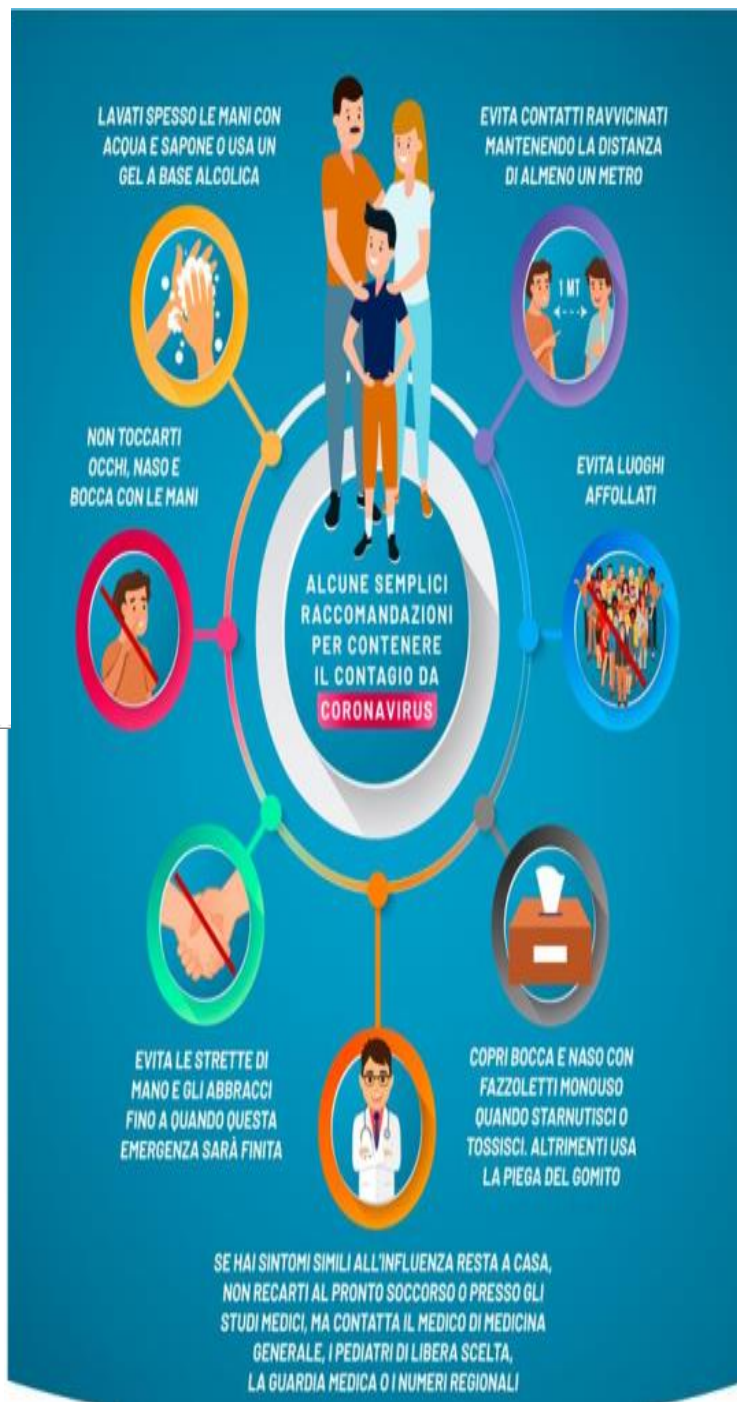 LAVATI SPESSO LE MANI CON
ACQUA E SAPONE O USA UN
GEL A BASE ALCOLICA
EVITA CONTATTI RAVVICINATI
MANTENENDO LA DISTANZA
DI ALMENO UN METRO
1 MT
NON TOCCARTI
OCCHI, NASO E
BOCCA CON LE MANI
EVITA LUOGHI
AFFOLLATI
ALCUNE SEMPLICI
RACCOMANDAZIONI
PER CONTENERE
IL CONTAGIO DA
CORONAVIRUS
EVITA LE STRETTE DI
MANO E GLI ABBRACCI
FINO A QUANDO QUESTA
EMERGENZA SARÀ FINITA
COPRI BOCCA E NASO CON
FAZZOLETTI MONOUSO
QUANDO STARNUTISCI O
TOSSISCI. ALTRIMENTI USA
LA PIEGA DEL GOMITO
SE HAI SINTOMI SIMILI ALL'INFLUENZA RESTA A CASA,
NON RECARTI AL PRONTO SOCCORSO O PRESSO GLI
STUDI MEDICI, MA CONTATTA IL MEDICO DI MEDICINA
GENERALE, I PEDIATRI DI LIBERA SCELTA,
LA GUARDIA MEDICA O I NUMERI REGIONALI